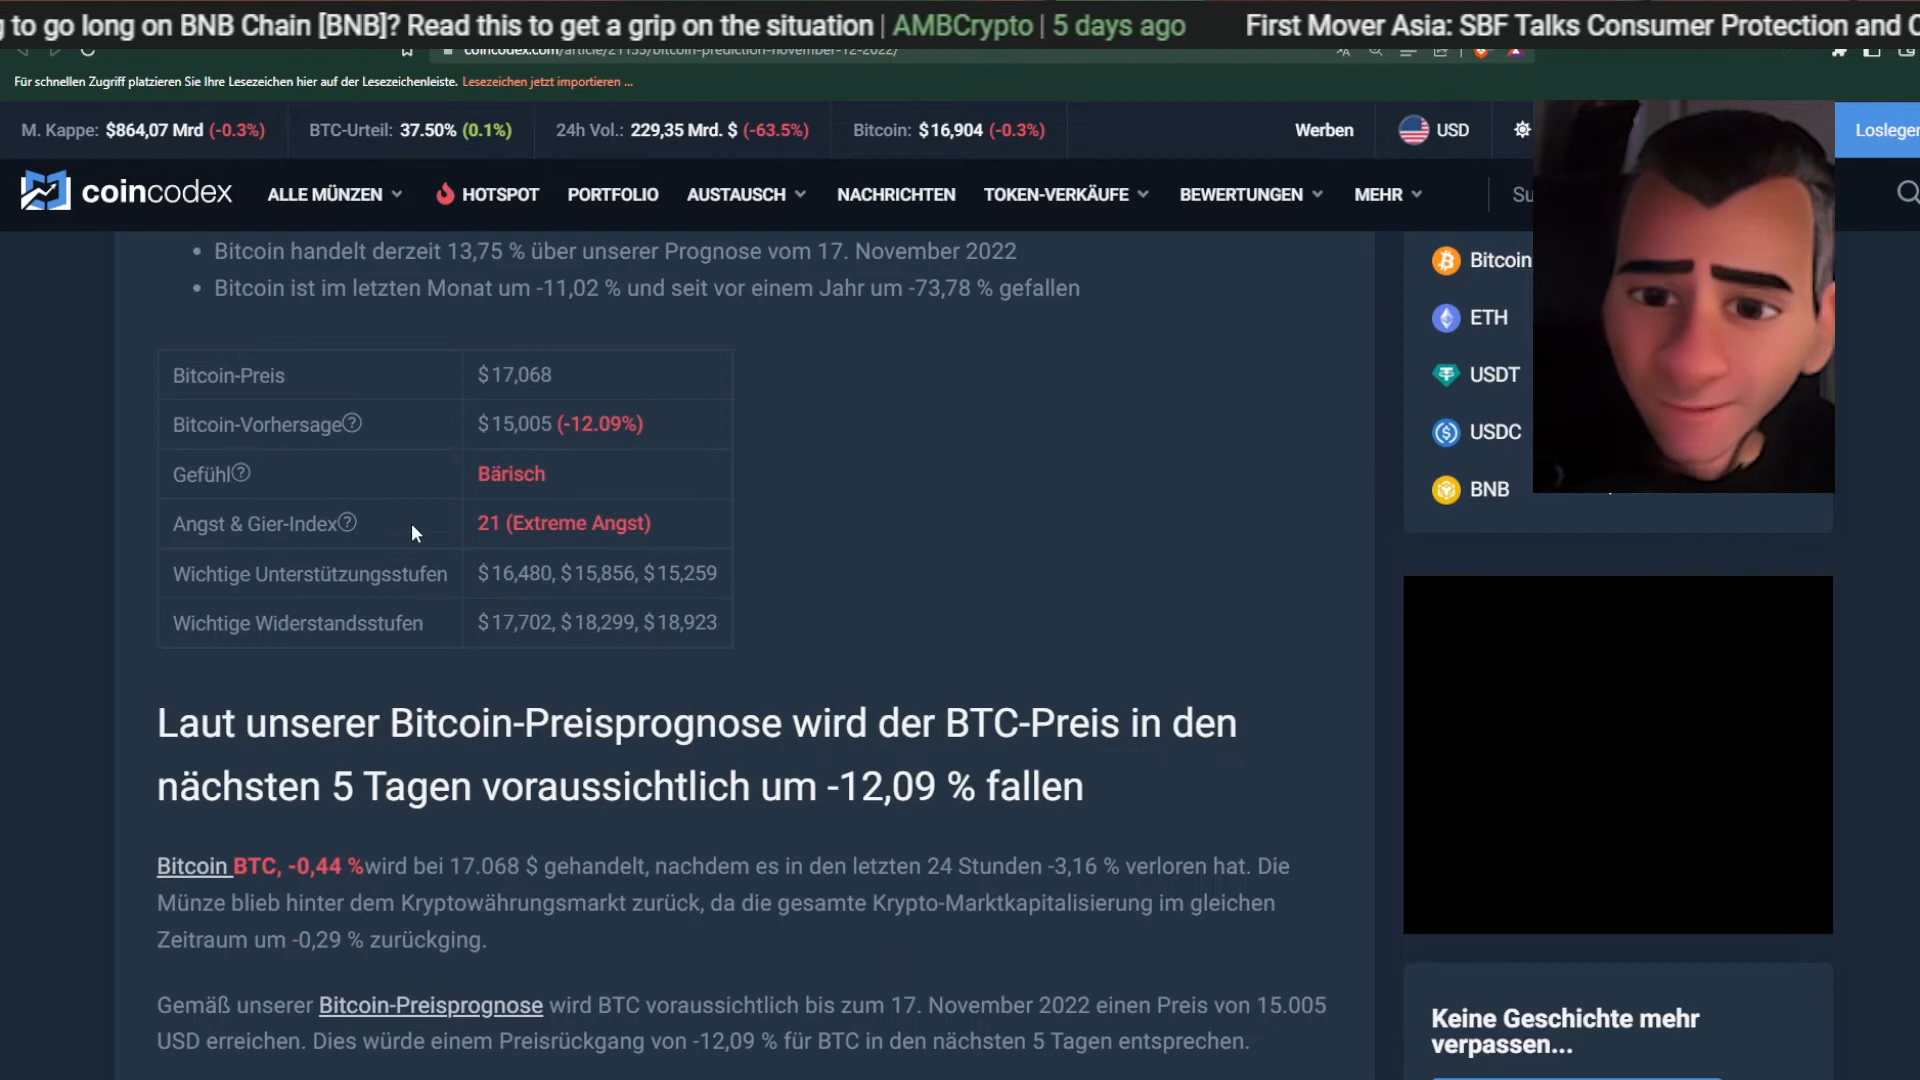 g to go long on BNB Chain [BNB]? Read this to get a grip on the situation | AMBCrypto | 5 days ago First Mover Asia: SBF Talks Consumer Protection and C
coincodex.com/article/21155/bitcoin-prediction-november-12-2022/
Für schnellen Zugriff platzieren Sie Ihre Lesezeichen hier auf der Lesezeichenleiste. Lesezeichen jetzt importieren ...
M. Kappe: $864,07 Mrd (-0.3%) BTC-Urteil: 37.50% (0.1%) 24h Vol.: 229,35 Mrd. $ (-63.5%) Bitcoin: $16,904 (-0.3%) Werben USD Loslegen
coincodex ALLE MÜNZEN HOTSPOT PORTFOLIO AUSTAUSCH NACHRICHTEN TOKEN-VERKÄUFE BEWERTUNGEN MEHR Su
• Bitcoin handelt derzeit 13,75 % über unserer Prognose vom 17. November 2022
• Bitcoin ist im letzten Monat um -11,02 % und seit vor einem Jahr um -73,78 % gefallen
Bitcoin-Preis $17,068
Bitcoin-Vorhersage? $15,005 (-12.09%)
Gefühl? Bärisch
Angst & Gier-Index? 21 (Extreme Angst)
Wichtige Unterstützungsstufen $16,480, $15,856, $15,259
Wichtige Widerstandsstufen $17,702, $18,299, $18,923
Laut unserer Bitcoin-Preisprognose wird der BTC-Preis in den
nächsten 5 Tagen voraussichtlich um -12,09 % fallen
Bitcoin BTC, -0,44 %wird bei 17.068 $ gehandelt, nachdem es in den letzten 24 Stunden -3,16 % verloren hat. Die
Münze blieb hinter dem Kryptowährungsmarkt zurück, da die gesamte Krypto-Marktkapitalisierung im gleichen
Zeitraum um -0,29 % zurückging.
Gemäß unserer Bitcoin-Preisprognose wird BTC voraussichtlich bis zum 17. November 2022 einen Preis von 15.005
USD erreichen. Dies würde einem Preisrückgang von -12,09 % für BTC in den nächsten 5 Tagen entsprechen.
Bitcoin
ETH
USDT
USDC
BNB
Keine Geschichte mehr
verpassen...